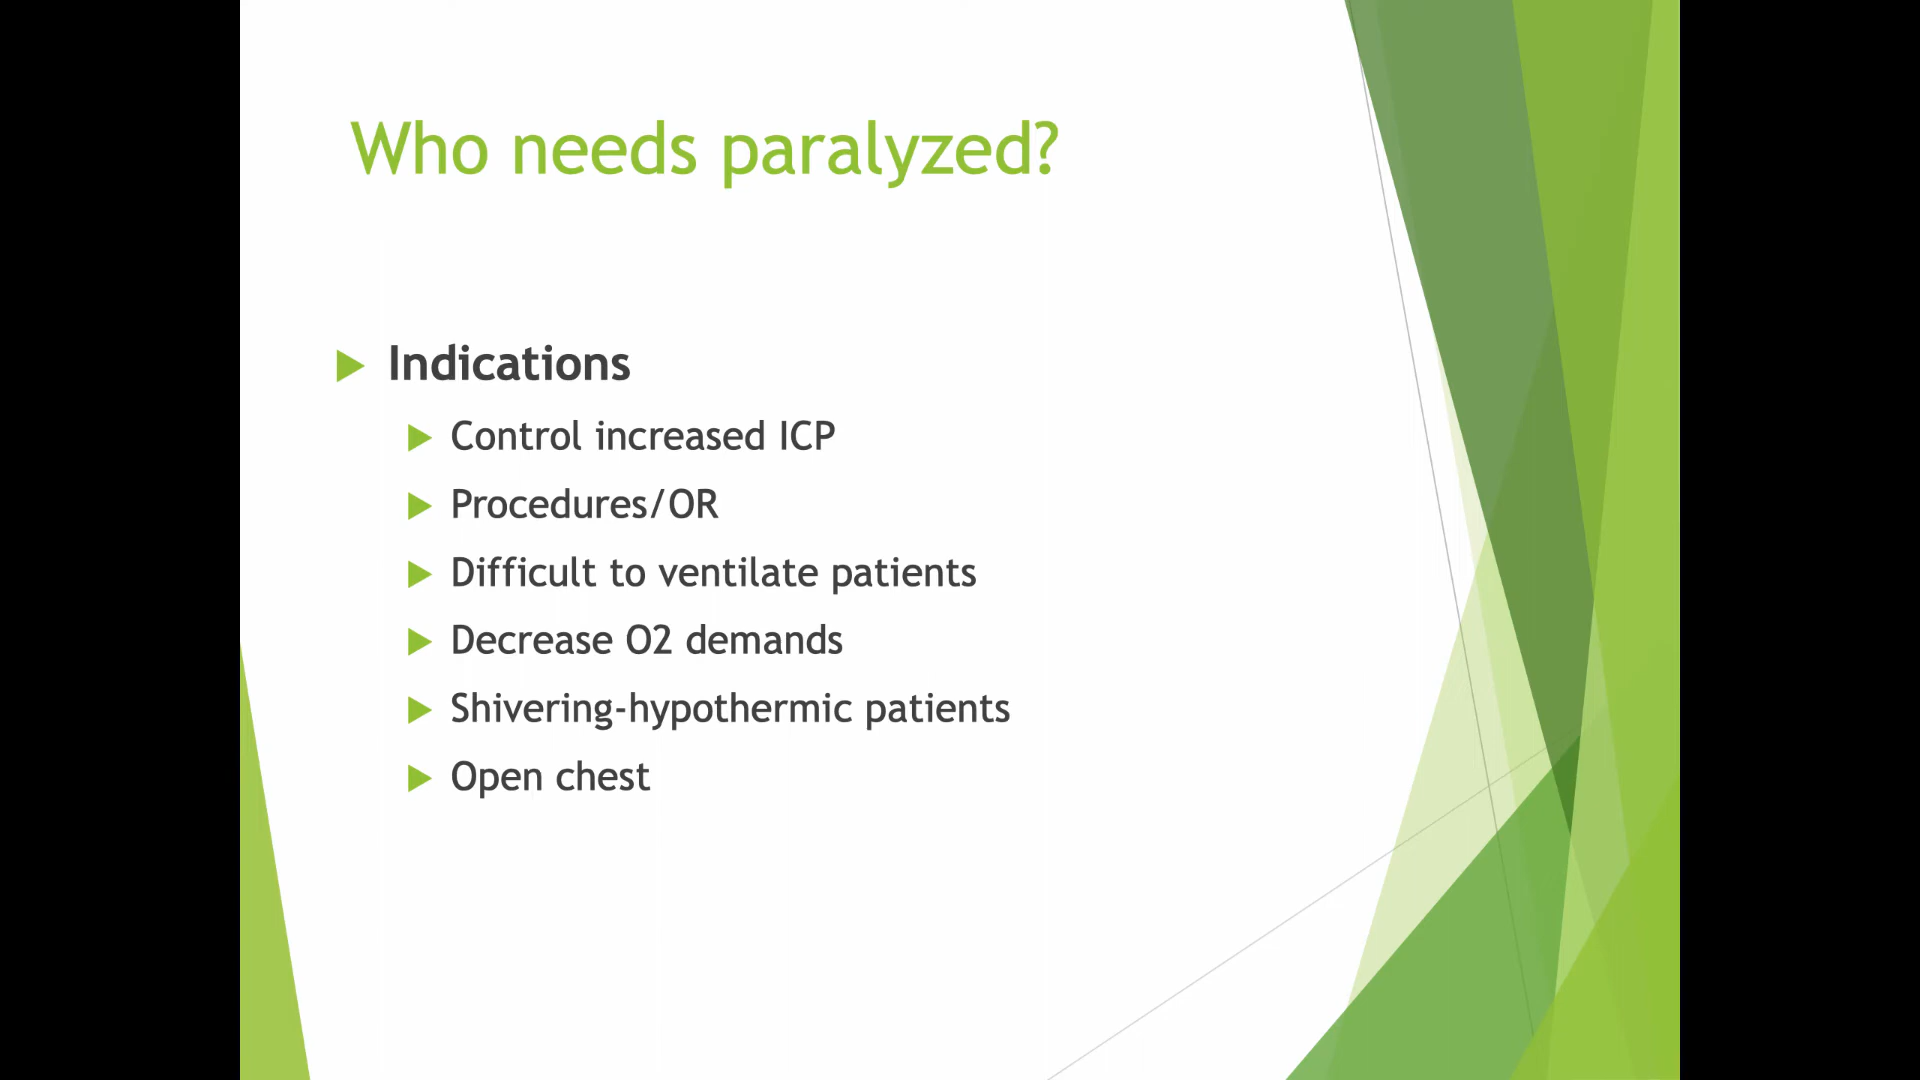 Who needs paralyzed?
Indications
Control increased ICP
Procedures/OR
Difficult to ventilate patients
Decrease O2 demands
Shivering-hypothermic patients
Open chest